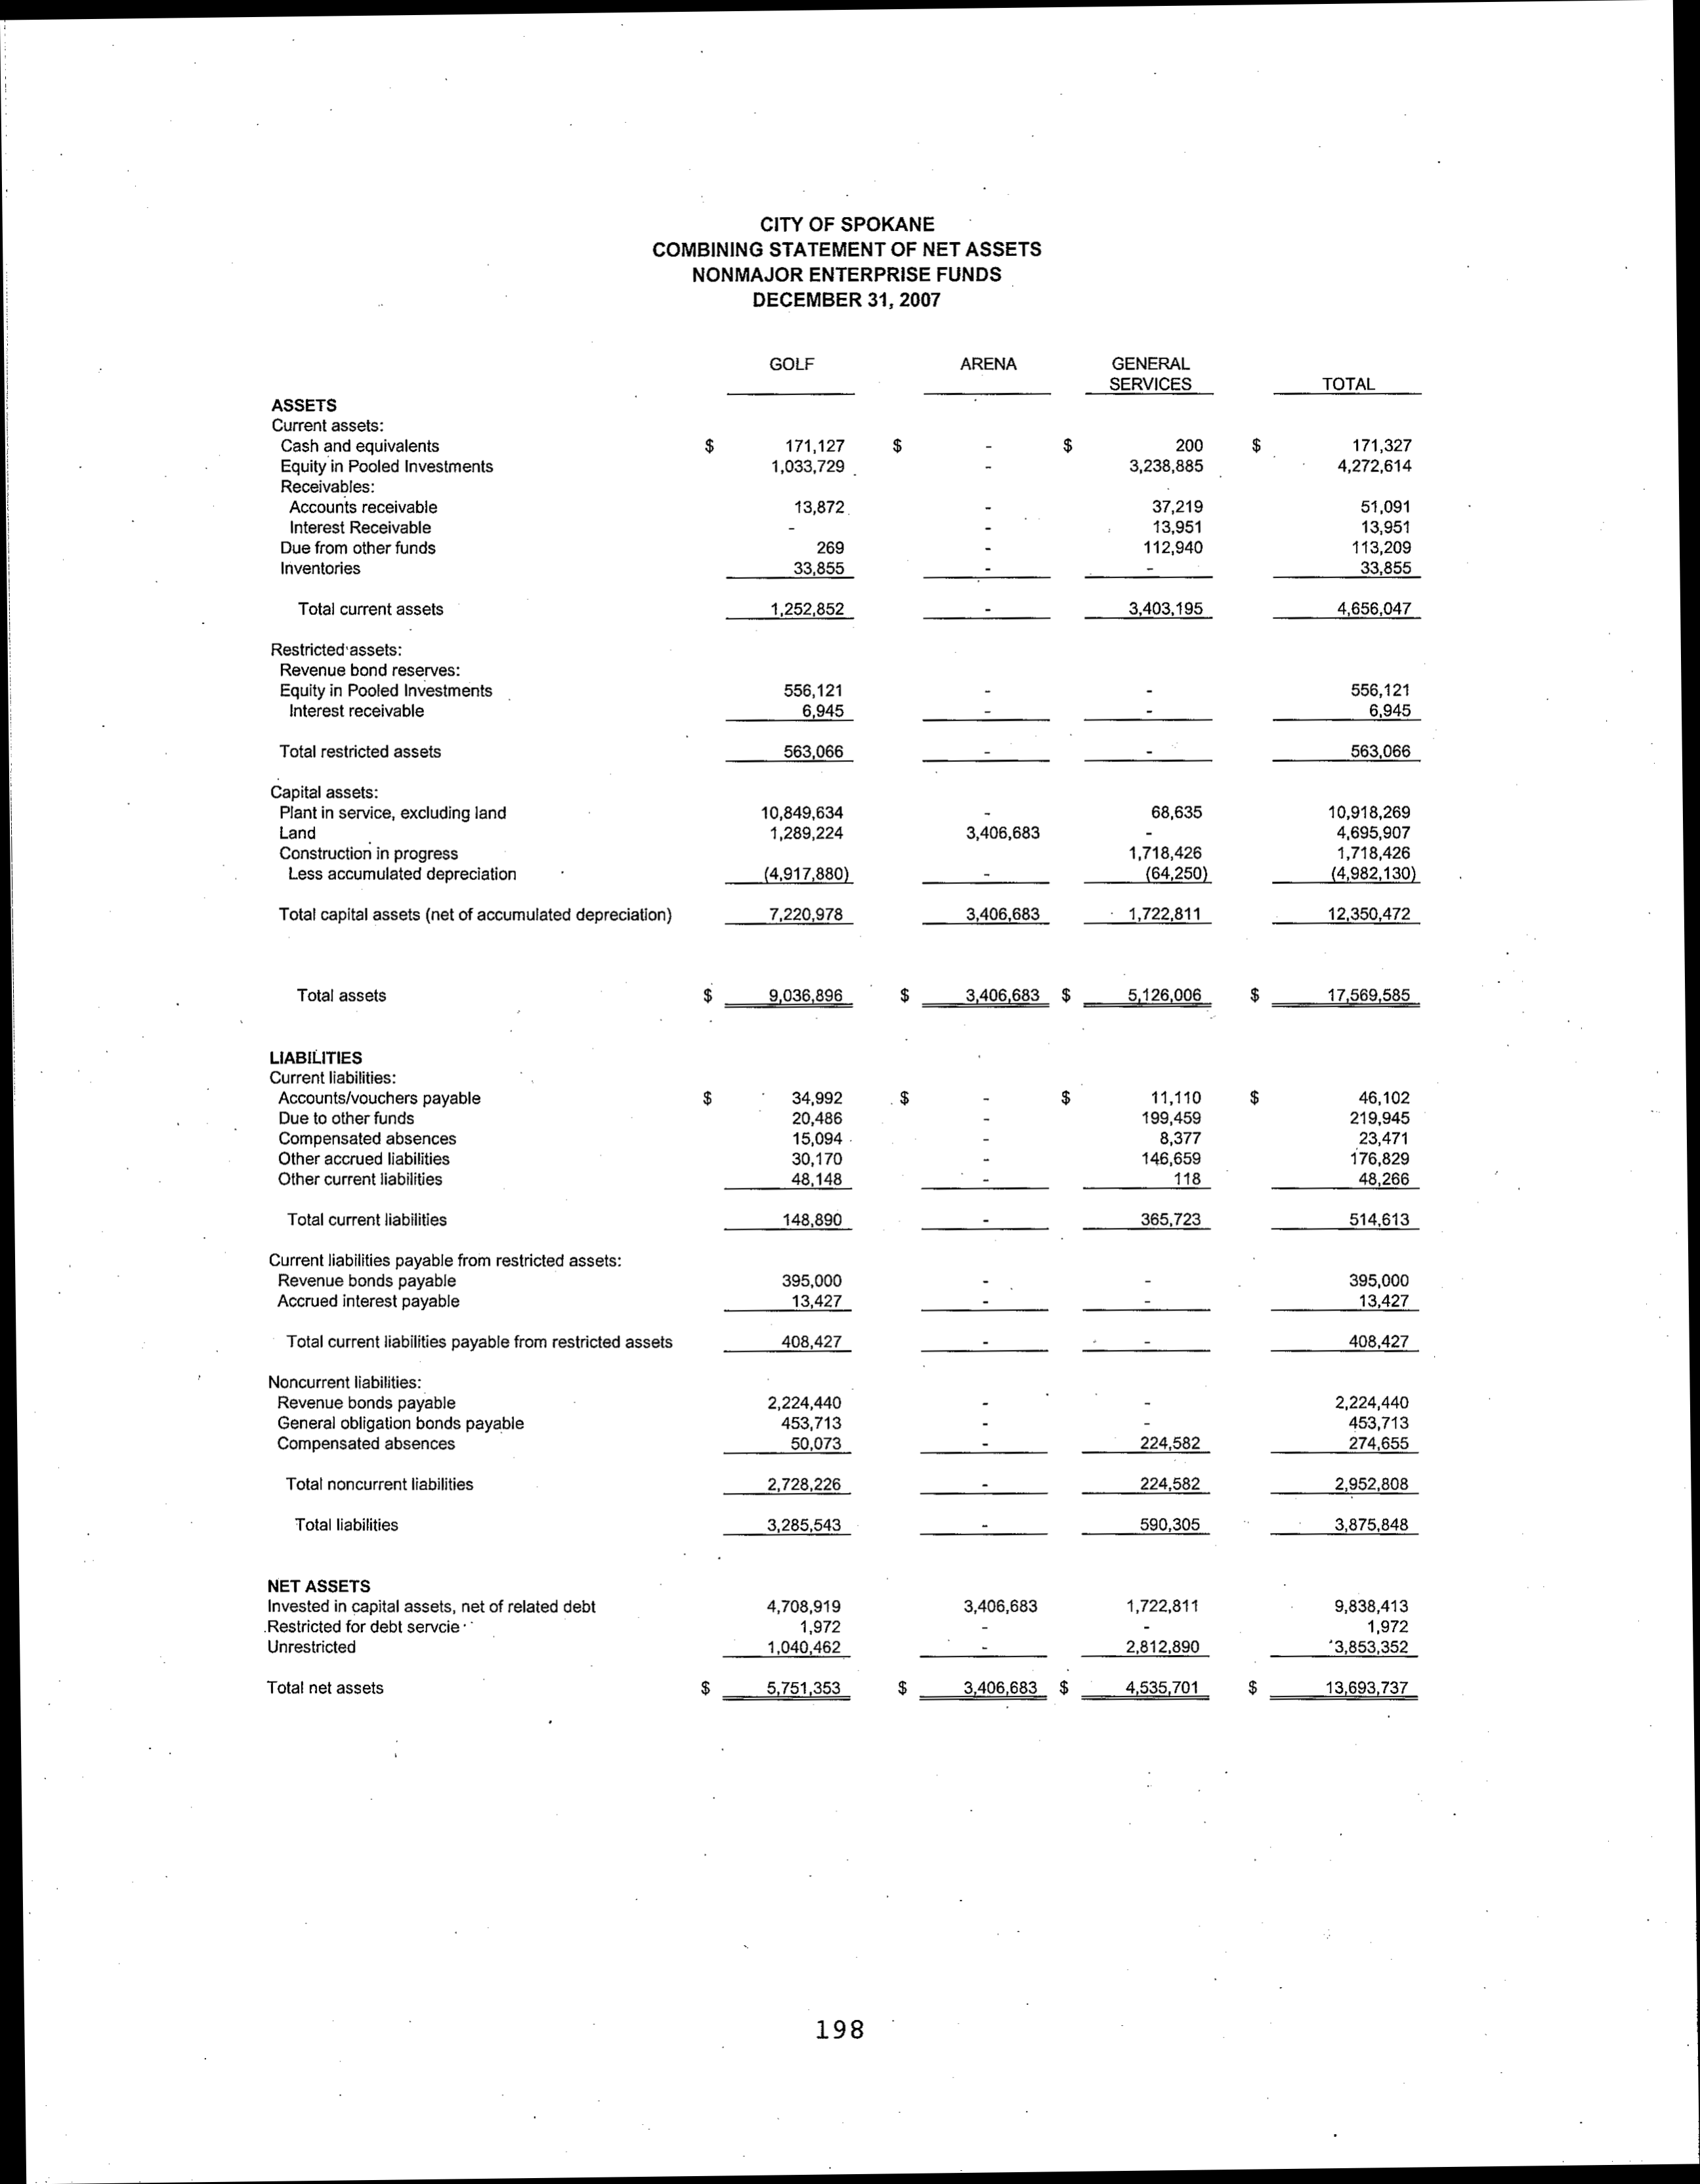 CITY OF SPOKANE
COMBINING STATEMENT OF NET ASSETS
NONMAJOR ENTERPRISE FUNDS
DECEMBER 31, 2007
GOLF ARENA GENERAL
SERVICES TOTAL
ASSETS
Current assets:
Cash and equivalents $ 171,127 $ - $ 200 $ 171,327
Equity in Pooled Investments 1,033,729 - 3,238,885 4,272,614
Receivables:
Accounts receivable 13,872 - 37,219 51,091
Interest Receivable - - 13,951 13,951
Due from other funds 269 - 112,940 113,209
Inventories 33,855 - - 33,855
Total current assets 1,252,852 - 3,403,195 4,656,047
Restricted assets:
Revenue bond reserves:
Equity in Pooled Investments 556,121 - - 556,121
Interest receivable 6,945 - - 6,945
Total restricted assets 563,066 - - 563,066
Capital assets:
Plant in service, excluding land 10,849,634 - 68,635 10,918,269
Land 1,289,224 3,406,683 - 4,695,907
Construction in progress 1,718,426 1,718,426
Less accumulated depreciation (4,917,880) - (64,250) (4,982,130)
Total capital assets (net of accumulated depreciation) 7,220,978 3,406,683 1,722,811 12,350,472
Total assets $ 9,036,896 $ 3,406,683 $ 5,126,006 $ 17,569,585
LIABILITIES
Current liabilities:
Accounts/vouchers payable $ 34,992 $ - $ 11,110 $ 46,102
Due to other funds 20,486 - 199,459 219,945
Compensated absences 15,094 - 8,377 23,471
Other accrued liabilities 30,170 - 146,659 176,829
Other current liabilities 48,148 - 118 48,266
Total current liabilities 148,890 - 365,723 514,613
Current liabilities payable from restricted assets:
Revenue bonds payable 395,000 - - 395,000
Accrued interest payable 13,427 - - 13,427
Total current liabilities payable from restricted assets 408,427 - - 408,427
Noncurrent liabilities:
Revenue bonds payable 2,224,440 - - 2,224,440
General obligation bonds payable 453,713 - - 453,713
Compensated absences 50,073 - 224,582 274,655
Total noncurrent liabilities 2,728,226 - 224,582 2,952,808
Total liabilities 3,285,543 - 590,305 3,875,848
NET ASSETS
Invested in capital assets, net of related debt 4,708,919 3,406,683 1,722,811 9,838,413
Restricted for debt servcie 1,972 - - 1,972
Unrestricted 1,040,462 - 2,812,890 3,853,352
Total net assets $ 5,751,353 $ 3,406,683 $ 4,535,701 $ 13,693,737
198